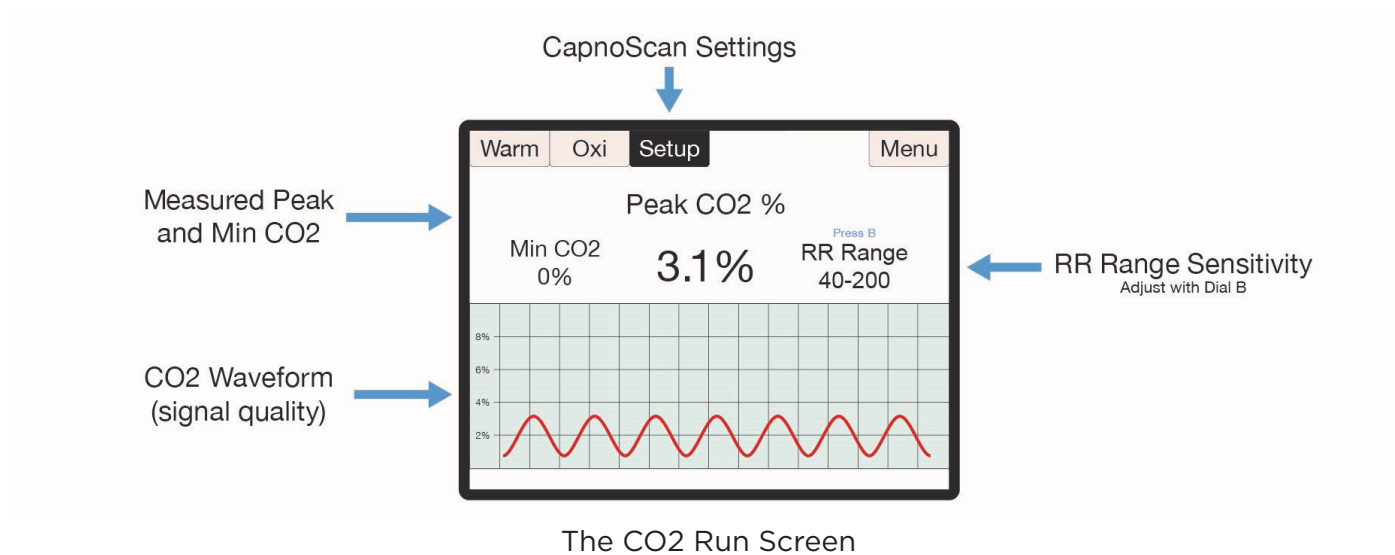 CapnoScan Settings
Warm
Oxi
Setup
Menu
Measured Peak
and Min CO2
Peak CO2 %
Min CO2
0%
3.1%
Press B
RR Range
40-200
RR Range Sensitivity
Adjust with Dial B
8%
6%
4%
2%
CO2 Waveform
(signal quality)
The CO2 Run Screen